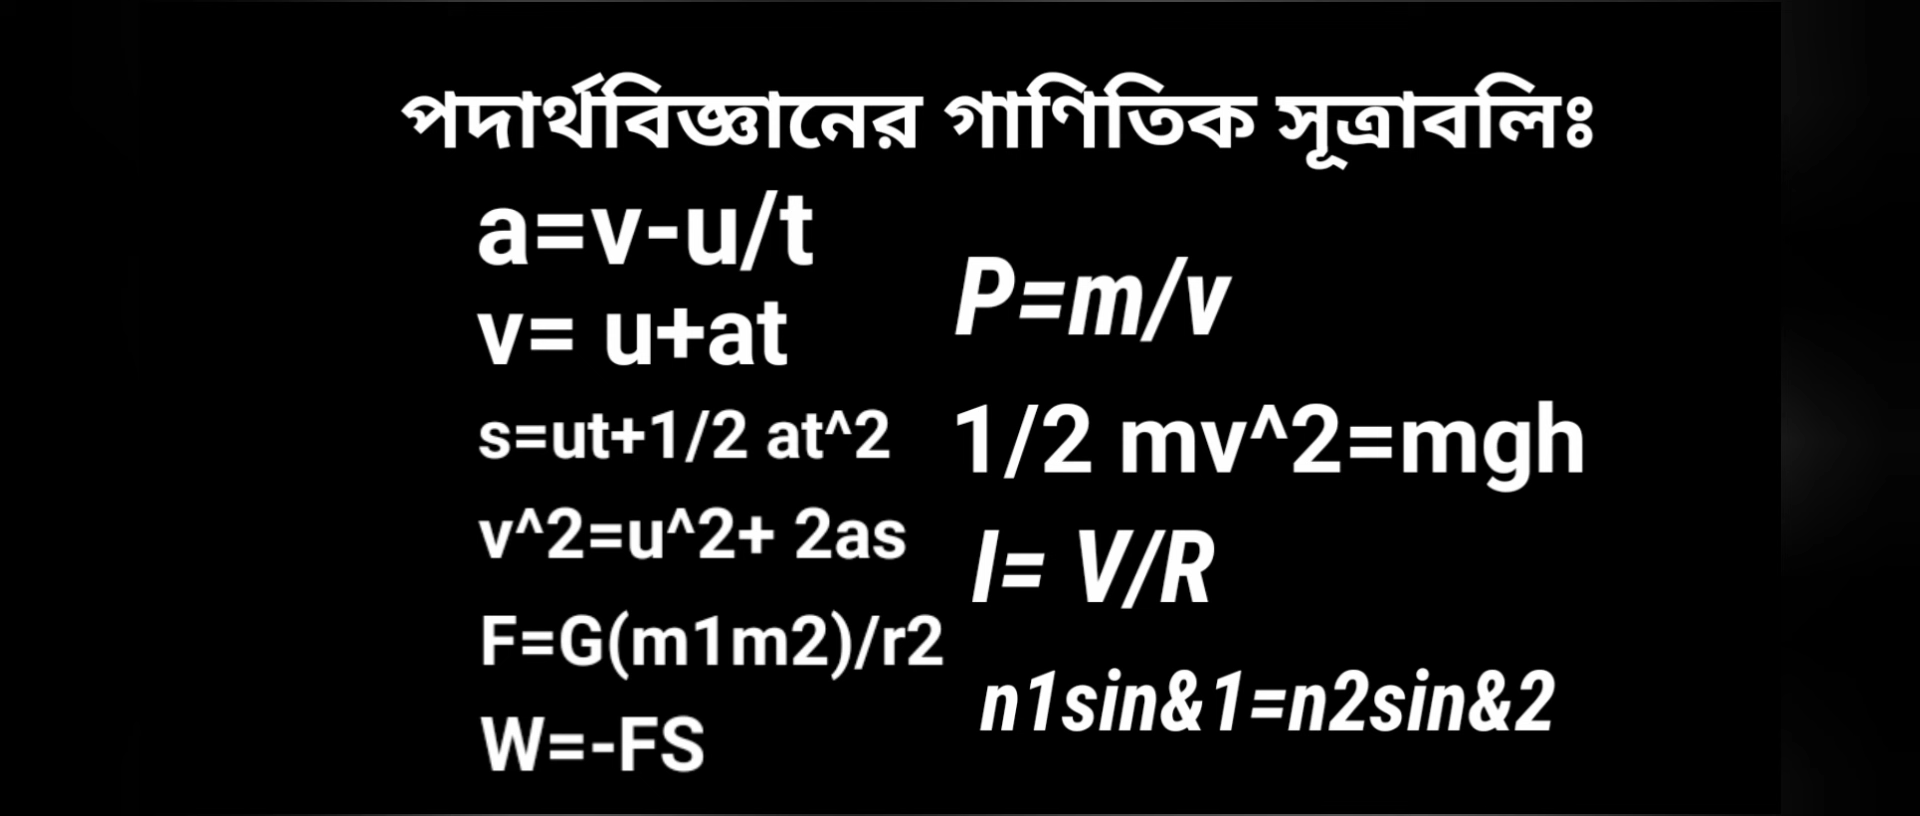 পদার্থবিজ্ঞানের গাণিতিক সূত্রাবলিঃ
a=v-u/t
v= u+at
s=ut+1/2 at^2
v^2=u^2+ 2as
F=G(m1m2)/r2
W=-FS
P=m/v
1/2 mv^2=mgh
I= V/R
n1sin&1=n2sin&2